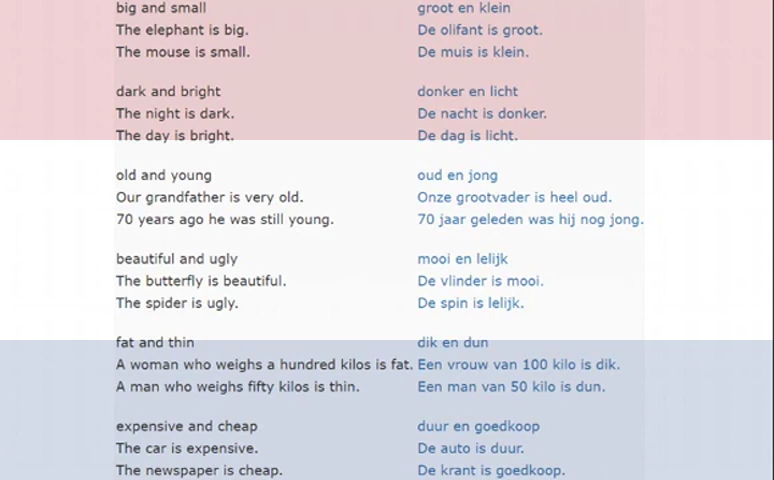 big and small groot en klein
The elephant is big. De olifant is groot.
The mouse is small. De muis is klein.
dark and bright donker en licht
The night is dark. De nacht is donker.
The day is bright. De dag is licht.
old and young oud en jong
Our grandfather is very old. Onze grootvader is heel oud.
70 years ago he was still young. 70 jaar geleden was hij nog jong.
beautiful and ugly mooi en lelijk
The butterfly is beautiful. De vlinder is mooi.
The spider is ugly. De spin is lelijk.
fat and thin dik en dun
A woman who weighs a hundred kilos is fat. Een vrouw van 100 kilo is dik.
A man who weighs fifty kilos is thin. Een man van 50 kilo is dun.
expensive and cheap duur en goedkoop
The car is expensive. De auto is duur.
The newspaper is cheap. De krant is goedkoop.